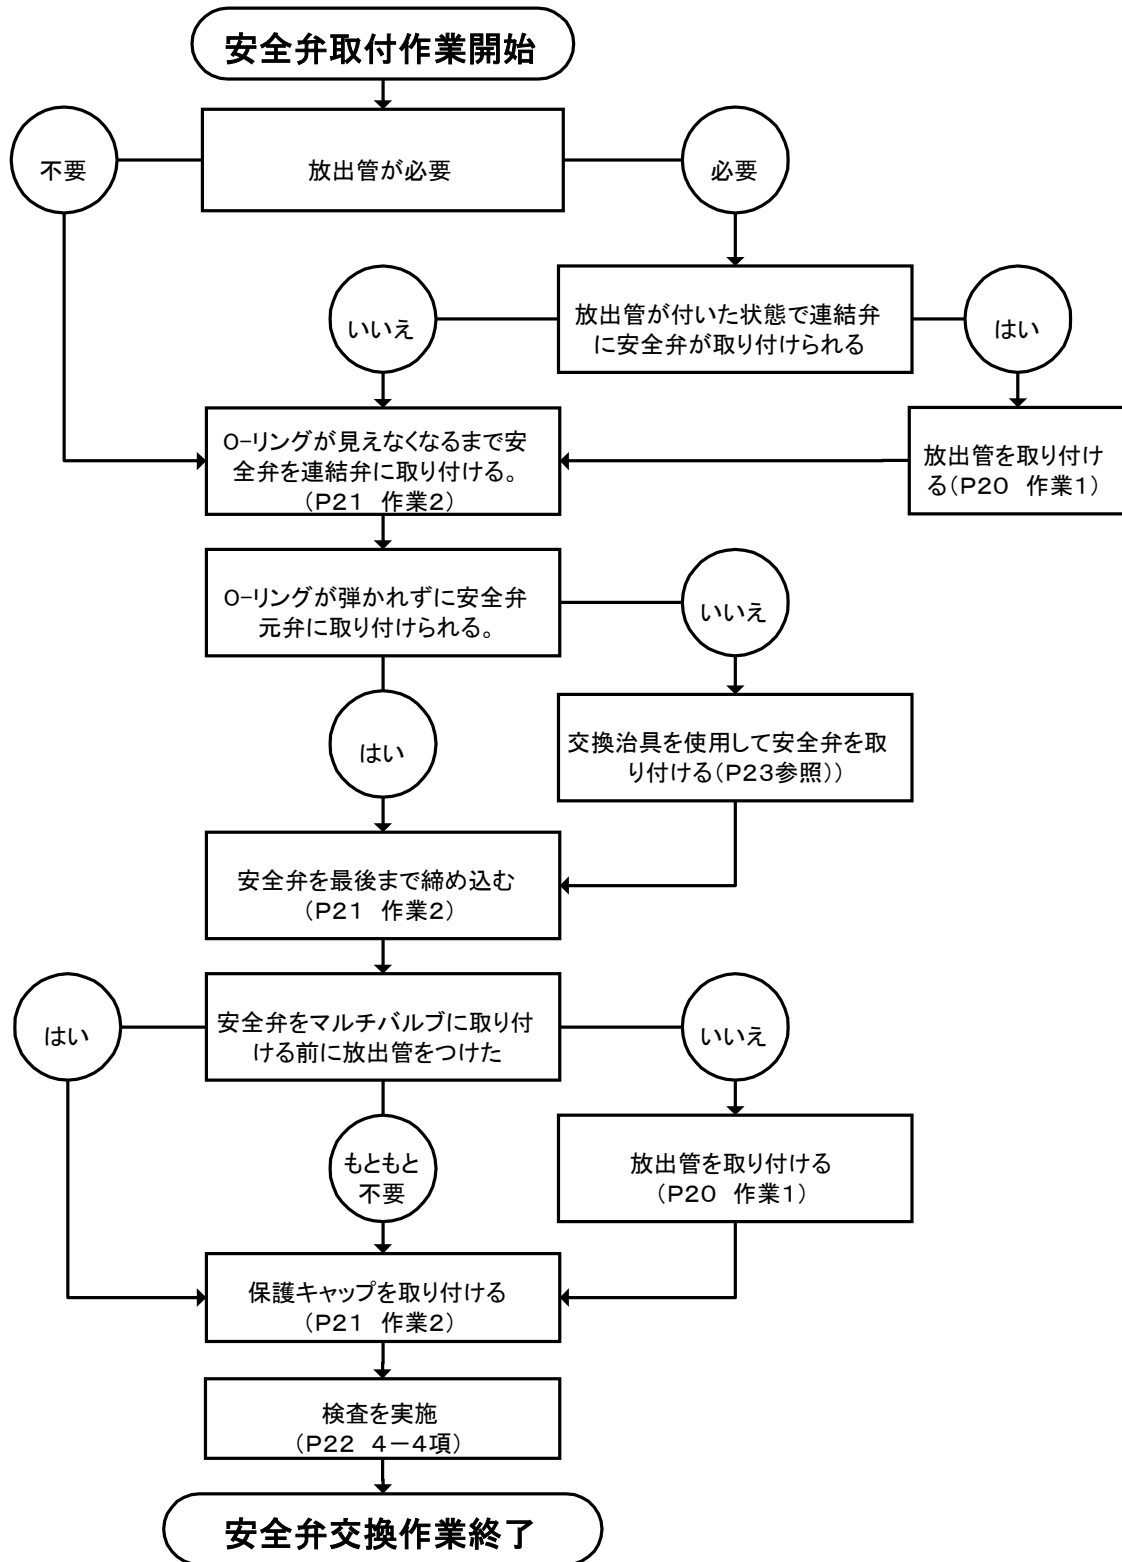 安全弁取付作業開始
不要
放出管が必要
必要
いいえ
放出管が付いた状態で連結弁
に安全弁が取り付けられる
はい
O-リングが見えなくなるまで安
全弁を連結弁に取り付ける。
(P21 作業2)
放出管を取り付け
る(P20 作業1)
O-リングが弾かれずに安全弁
元弁に取り付けられる。
いいえ
はい
交換治具を使用して安全弁を取
り付ける(P23参照))
安全弁を最後まで締め込む
(P21 作業2)
はい
安全弁をマルチバルブに取り付
ける前に放出管をつけた
いいえ
もともと
不要
放出管を取り付ける
(P20 作業1)
保護キャップを取り付ける
(P21 作業2)
検査を実施
(P22 4-4項)
安全弁交換作業終了